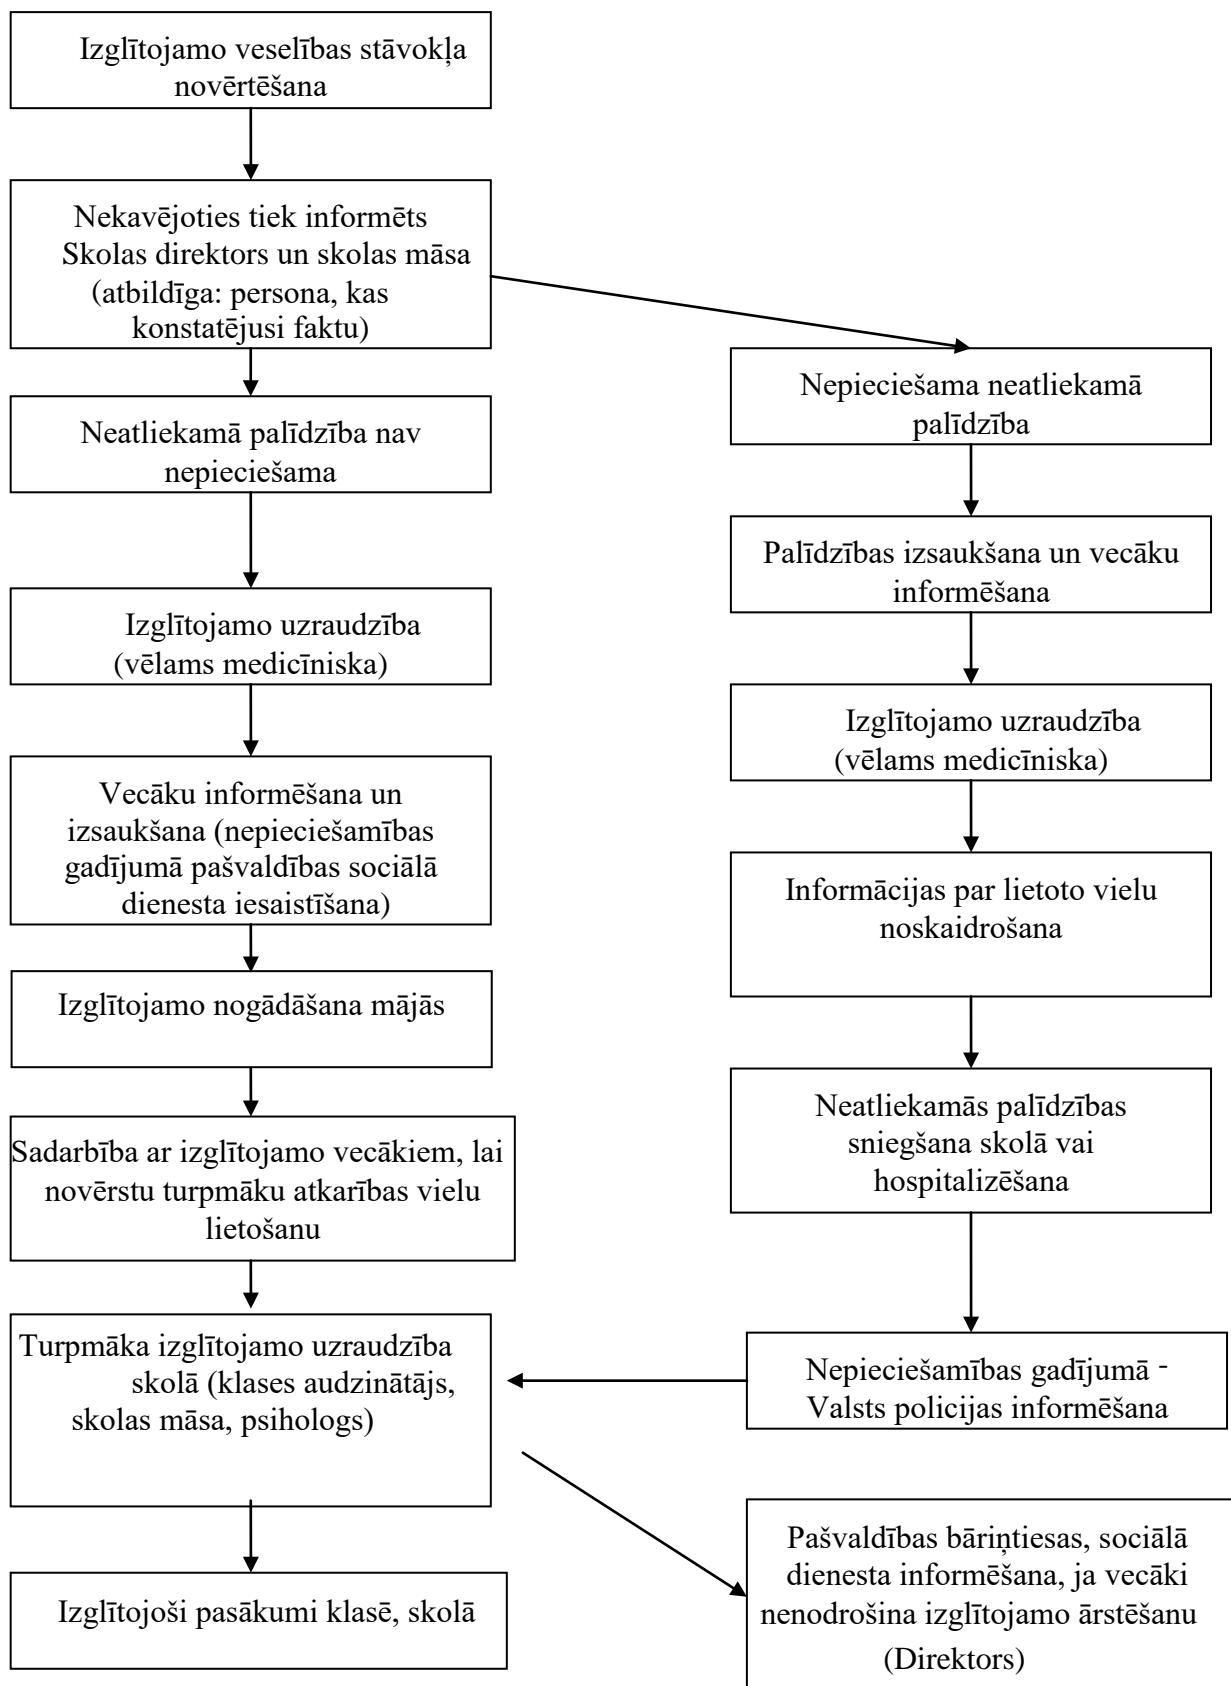 Izglītojamo veselības stāvokļa
novērtēšana
Nekavējoties tiek informēts
Skolas direktors un skolas māsa
(atbildīga: persona, kas
konstatējusi faktu)
Neatliekamā palīdzība nav
nepieciešama
Izglītojamo uzraudzība
(vēlams medicīniska)
Vecāku informēšana un
izsaukšana (nepieciešamības
gadījumā pašvaldības sociālā
dienesta iesaistīšana)
Izglītojamo nogādāšana mājās
Sadarbība ar izglītojamo vecākiem, lai
novērstu turpmāku atkarības vielu
lietošanu
Turpmāka izglītojamo uzraudzība
skolā (klases audzinātājs,
skolas māsa, psihologs)
Izglītojoši pasākumi klasē, skolā
Nepieciešama neatliekamā
palīdzība
Palīdzības izsaukšana un vecāku
informēšana
Izglītojamo uzraudzība
(vēlams medicīniska)
Informācijas par lietoto vielu
noskaidrošana
Neatliekamās palīdzības
sniegšana skolā vai
hospitalizēšana
Nepieciešamības gadījumā -
Valsts policijas informēšana
Pašvaldības bāriņtiesas, sociālā
dienesta informēšana, ja vecāki
nenodrošina izglītojamo ārstēšanu
(Direktors)